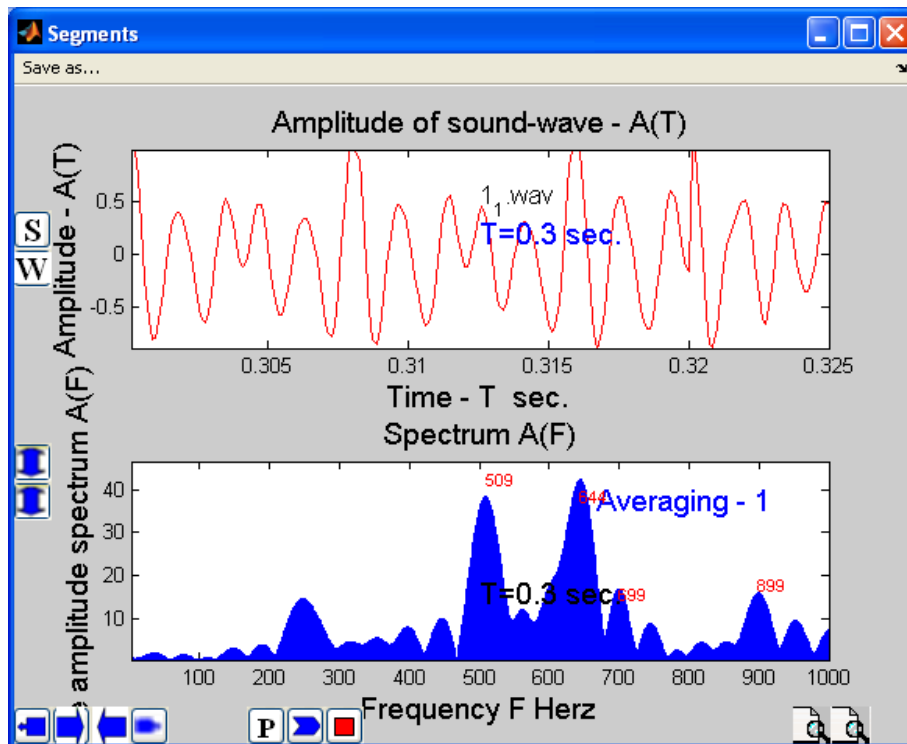 Segments
Save as...
Amplitude of sound-wave - A(T)
Amplitude - A(T)
0.5
0
-0.5
1_1.wav
T=0.3 sec.
S
W
0.305 0.31 0.315 0.32 0.325
Time - T sec.
Spectrum A(F)
amplitude spectrum A(F)
40
30
20
10
509
644
Averaging - 1
T=0.3 sec.
699
899
100 200 300 400 500 600 700 800 900 1000
Frequency F Herz
P